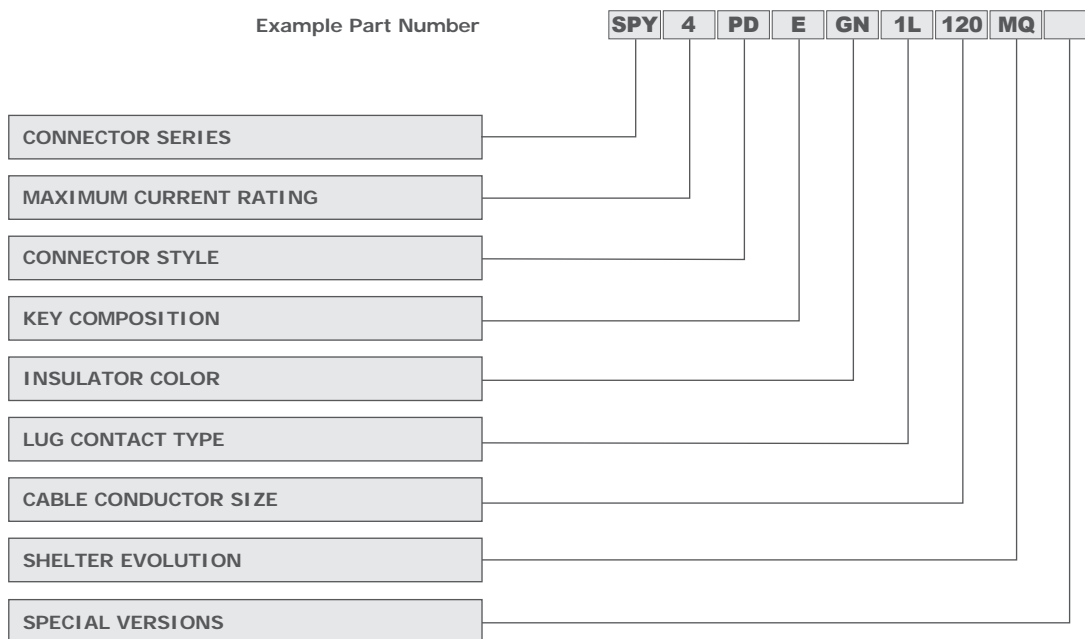 Example Part Number SPY 4 PD E GN 1L 120 MQ
CONNECTOR SERIES
MAXIMUM CURRENT RATING
CONNECTOR STYLE
KEY COMPOSITION
INSULATOR COLOR
LUG CONTACT TYPE
CABLE CONDUCTOR SIZE
SHELTER EVOLUTION
SPECIAL VERSIONS